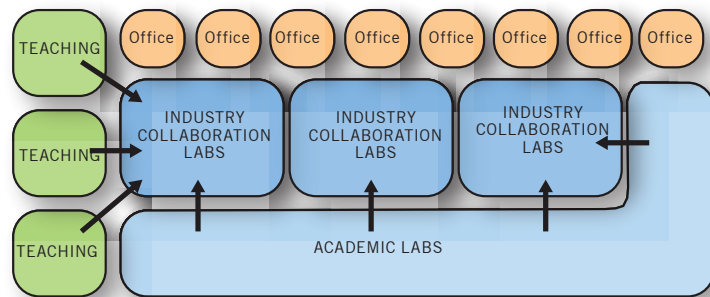 TEACHING
Office
Office
Office
Office
Office
Office
Office
Office
INDUSTRY
COLLABORATION
LABS
INDUSTRY
COLLABORATION
LABS
INDUSTRY
COLLABORATION
LABS
TEACHING
TEACHING
ACADEMIC LABS